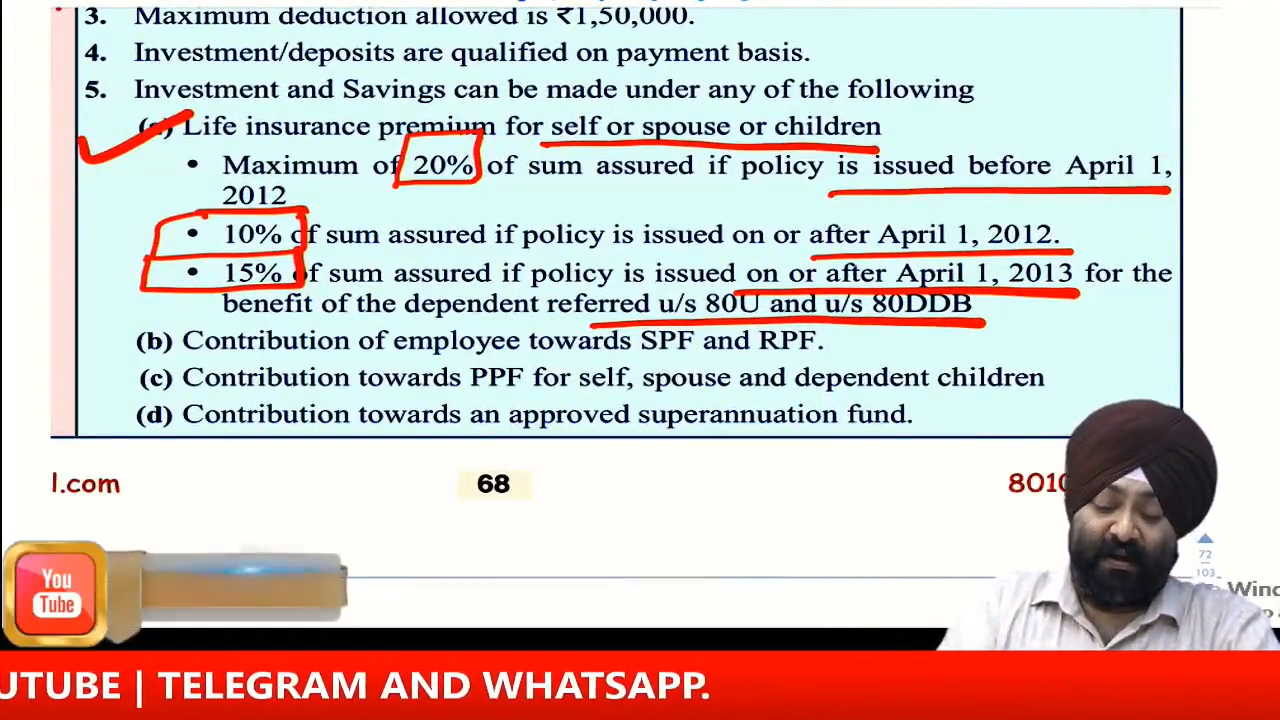 3. Maximum deduction allowed is ₹1,50,000.
4. Investment/deposits are qualified on payment basis.
5. Investment and Savings can be made under any of the following
Life insurance premium for self or spouse or children
• Maximum of 20% of sum assured if policy is issued before April 1,
2012
• 10% of sum assured if policy is issued on or after April 1, 2012.
• 15% of sum assured if policy is issued on or after April 1, 2013 for the
benefit of the dependent referred u/s 80U and u/s 80DDB
(b) Contribution of employee towards SPF and RPF.
(c) Contribution towards PPF for self, spouse and dependent children
(d) Contribution towards an approved superannuation fund.
l.com 68 801
72
103
You
Tube
UTUBE | TELEGRAM AND WHATSAPP.